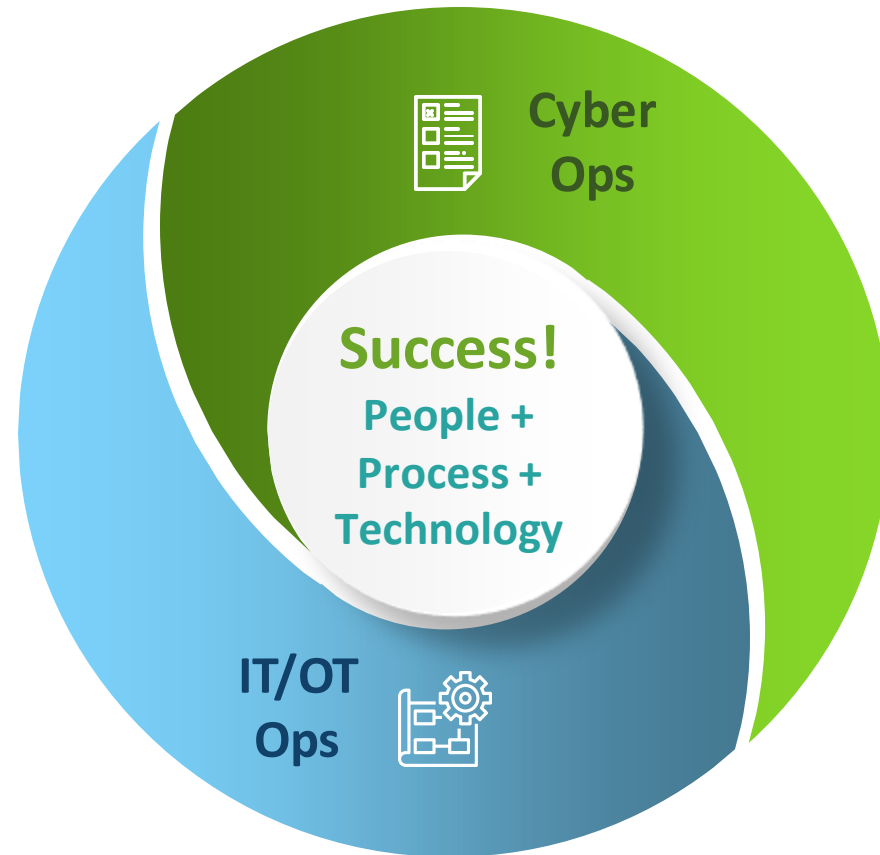 Cyber
Ops
Success!
People +
Process +
Technology
IT/OT
Ops